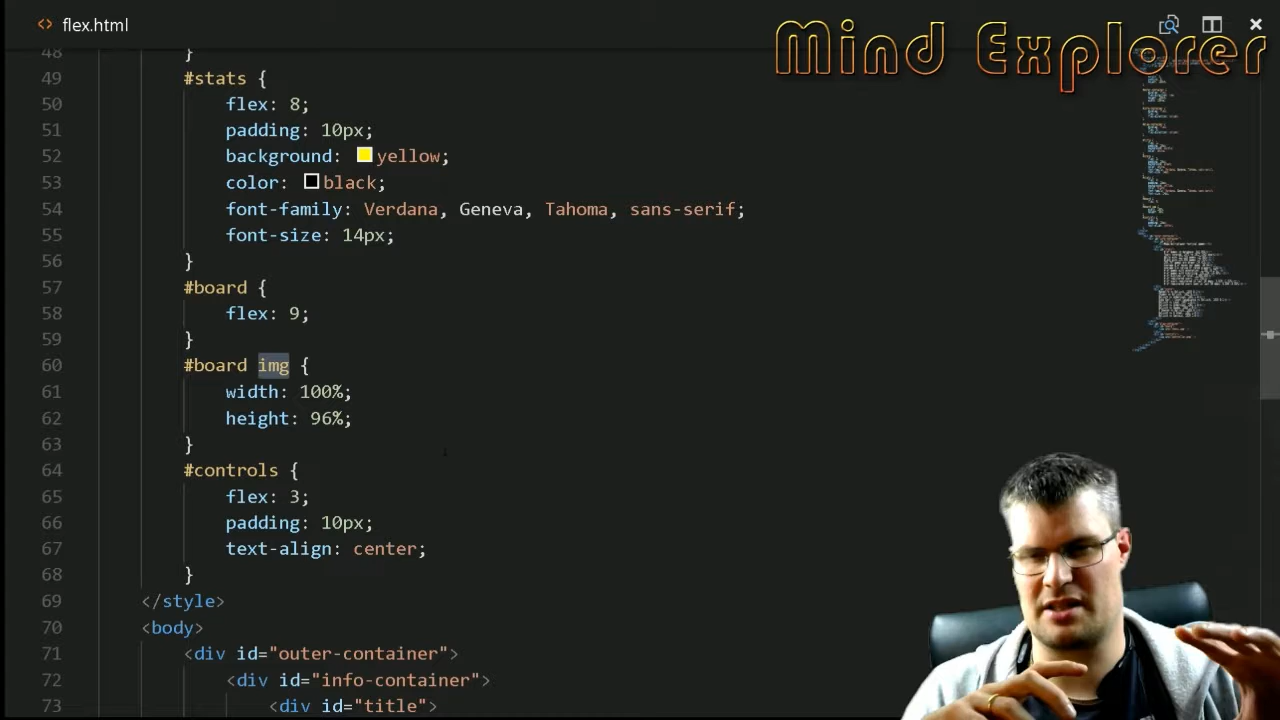 flex.html
Mind Explorer
48 }
49 #stats {
50 flex: 8;
51 padding: 10px;
52 background: yellow;
53 color: black;
54 font-family: Verdana, Geneva, Tahoma, sans-serif;
55 font-size: 14px;
56 }
57 #board {
58 flex: 9;
59 }
60 #board img {
61 width: 100%;
62 height: 96%;
63 }
64 #controls {
65 flex: 3;
66 padding: 10px;
67 text-align: center;
68 }
69 </style>
70 <body>
71 <div id="outer-container">
72 <div id="info-container">
73 <div id="title">